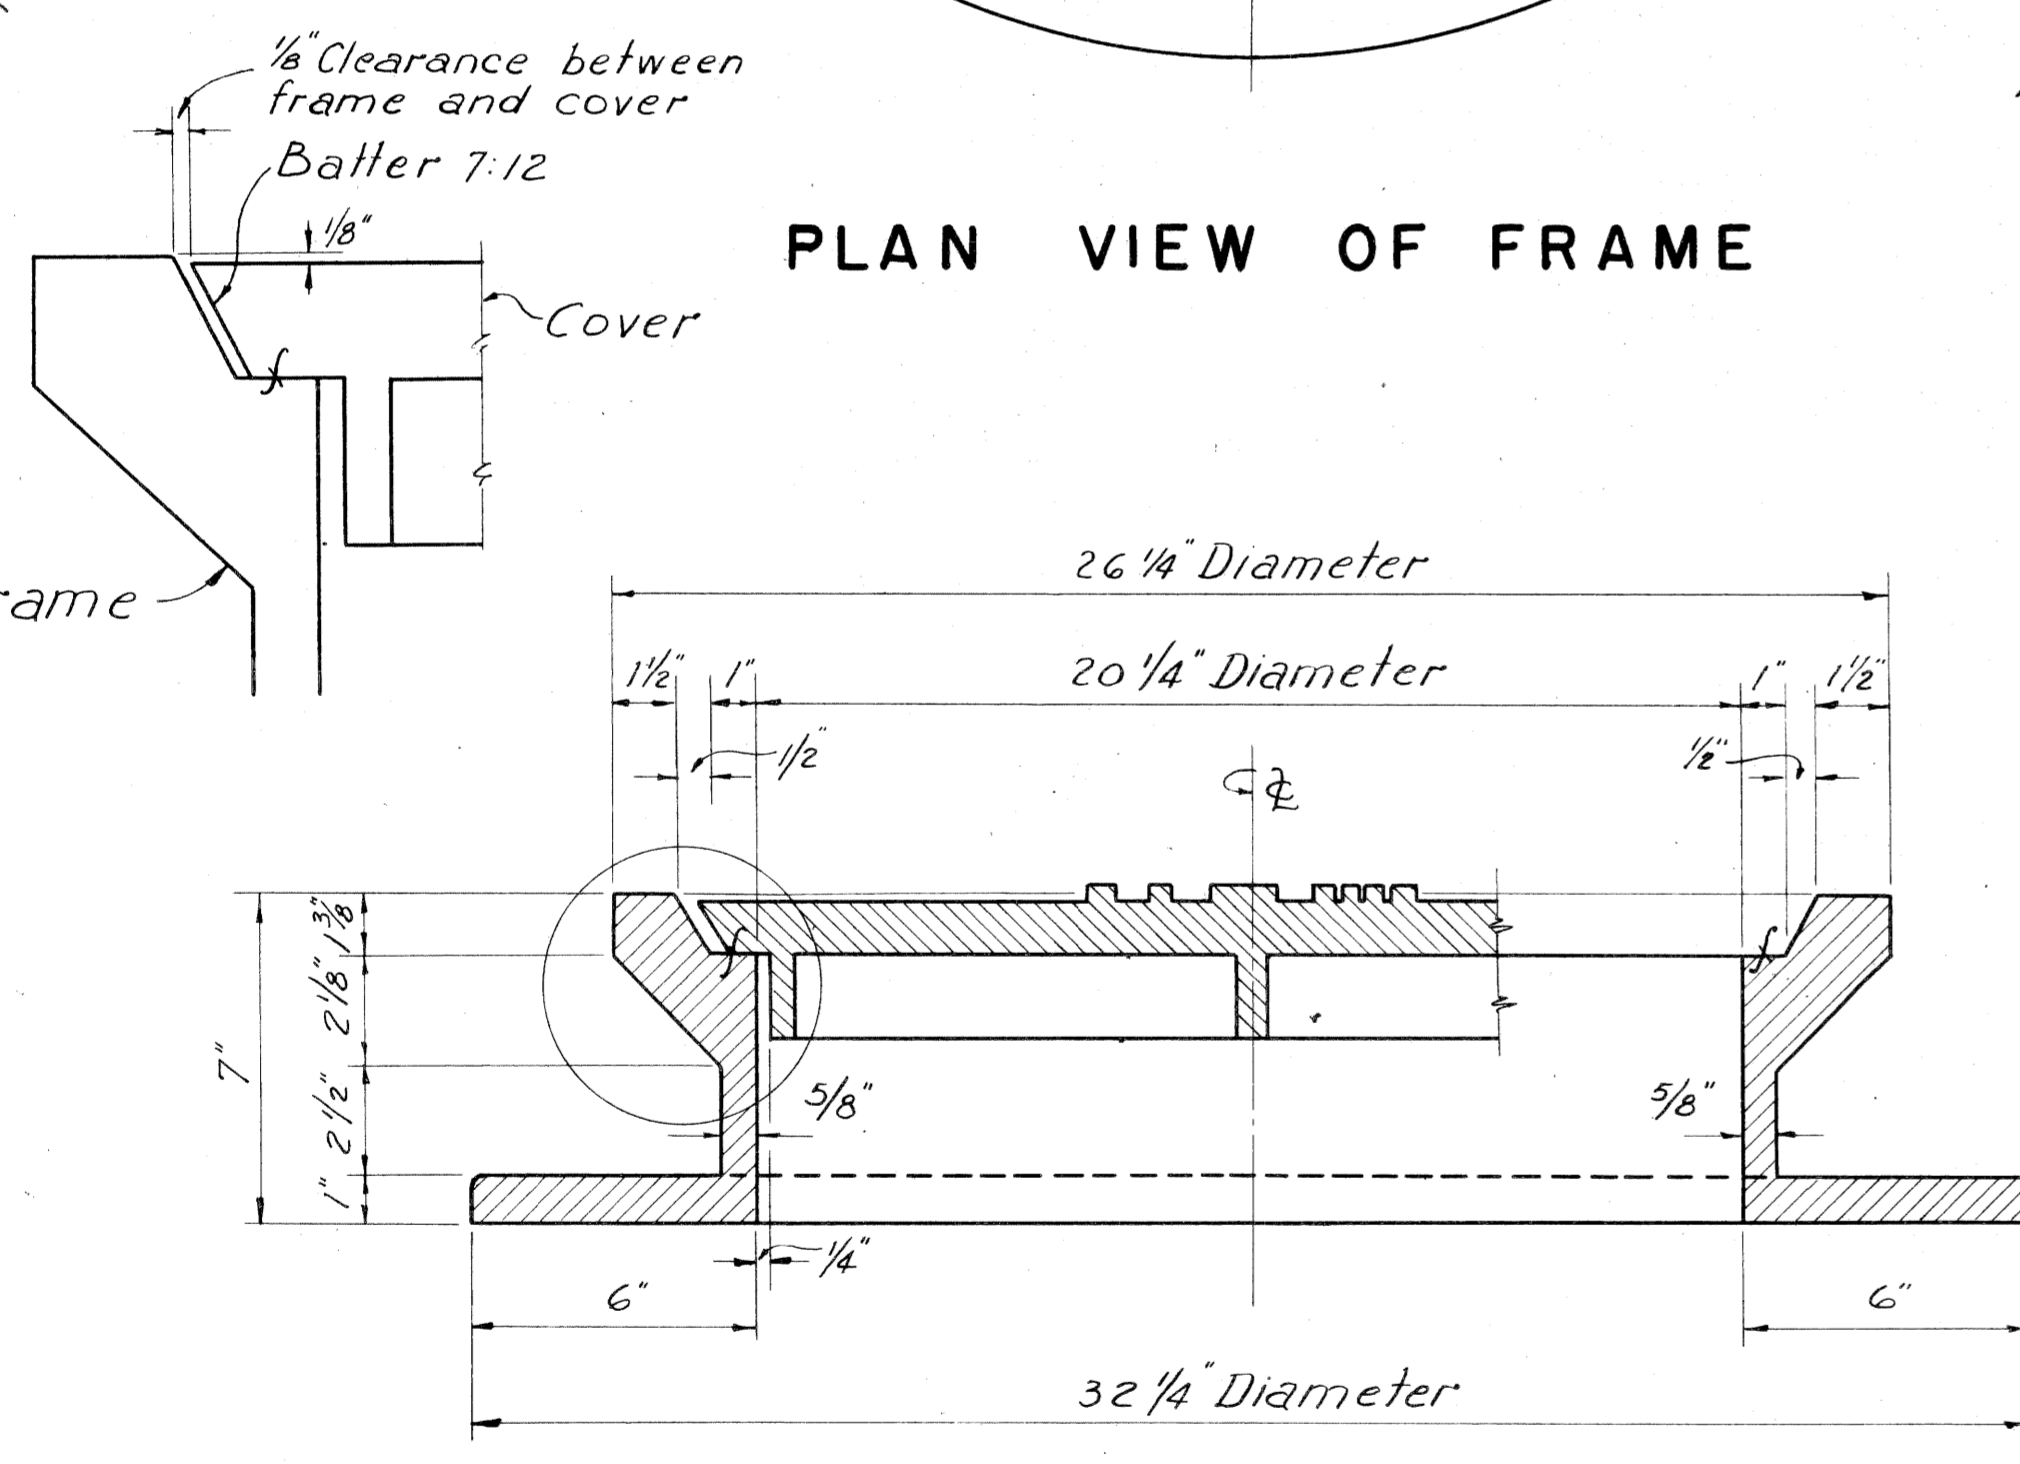 1/8" Clearance between
frame and cover
Batter 7:12
1/8"
PLAN VIEW OF FRAME
Cover
rame
26 1/4" Diameter
1 1/2" 1" 20 1/4" Diameter 1" 1 1/2"
1/2" 1/2"
℄
1 3/8"
2 1/8"
7"
2 1/2"
5/8" 5/8"
1"
1/4"
6" 6"
32 1/4" Diameter